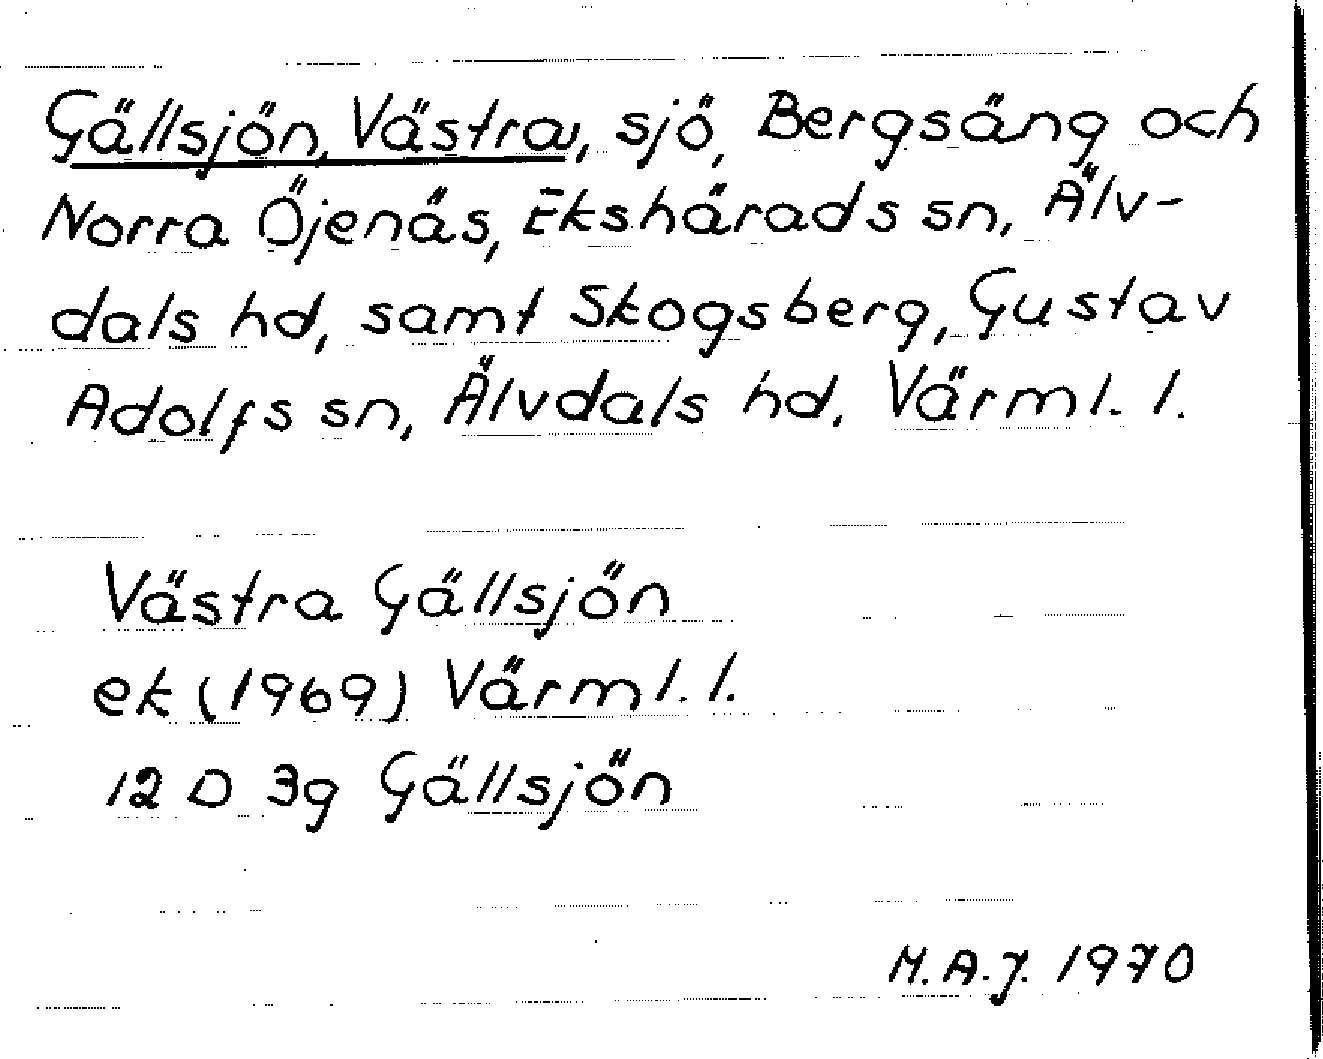 Gällsjön, Västra, sjö, Bergsäng och
Norra Öjenäs, Ekshärads sn, Älv-
dals hd, samt Skogsberg, Gustav
Adolfs sn, Älvdals hd, Värml. l.
Västra Gällsjön
ek (1969) Värml. l.
12 D 3g Gällsjön
M.A.J. 1970